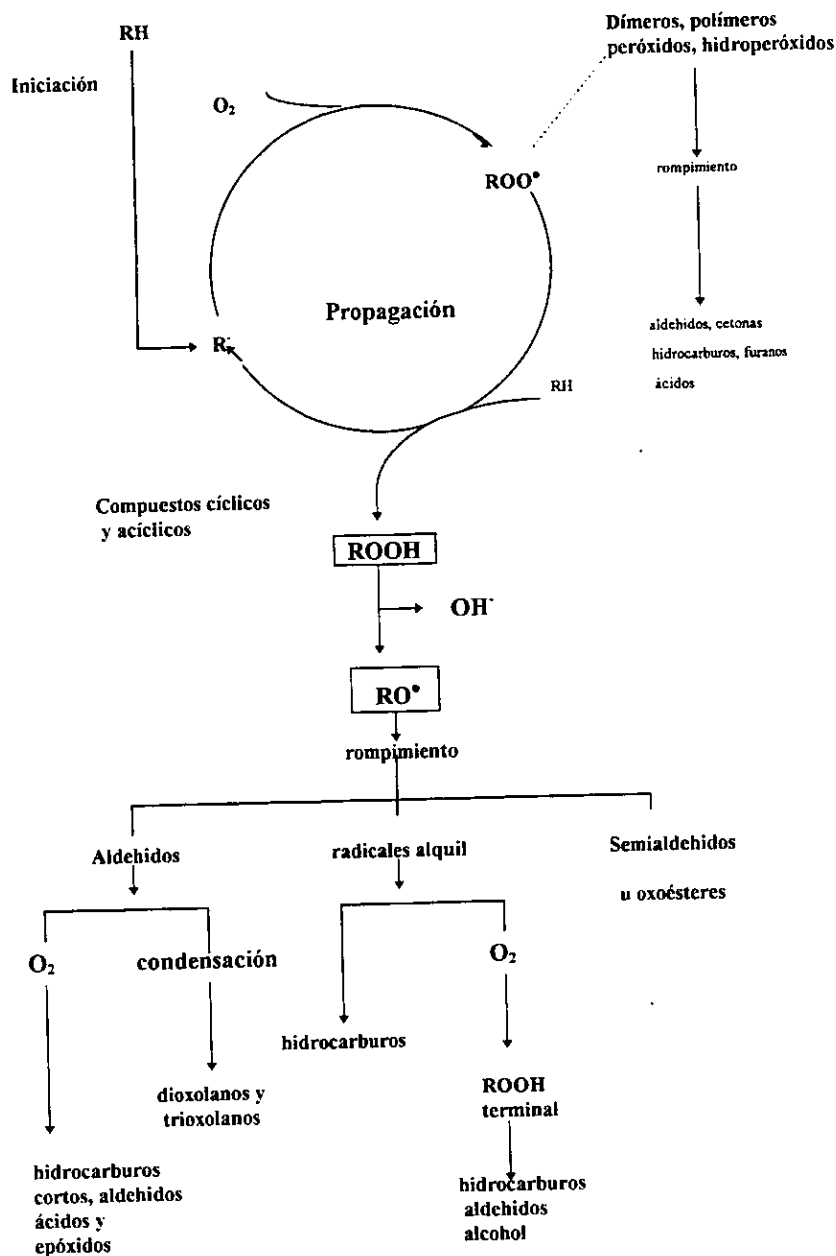 RH
Dímeros, polímeros
peróxidos, hidroperóxidos
Iniciación
O₂
ROO•
rompimiento
Propagación
R·
aldehidos, cetonas
hidrocarburos, furanos
ácidos
RH
Compuestos cíclicos
y acíclicos
ROOH
OH·
RO•
rompimiento
Aldehidos
radicales alquil
Semialdehidos
u oxoésteres
O₂
condensación
O₂
hidrocarburos
dioxolanos y
trioxolanos
ROOH
terminal
hidrocarburos
cortos, aldehidos
ácidos y
epóxidos
hidrocarburos
aldehidos
alcohol